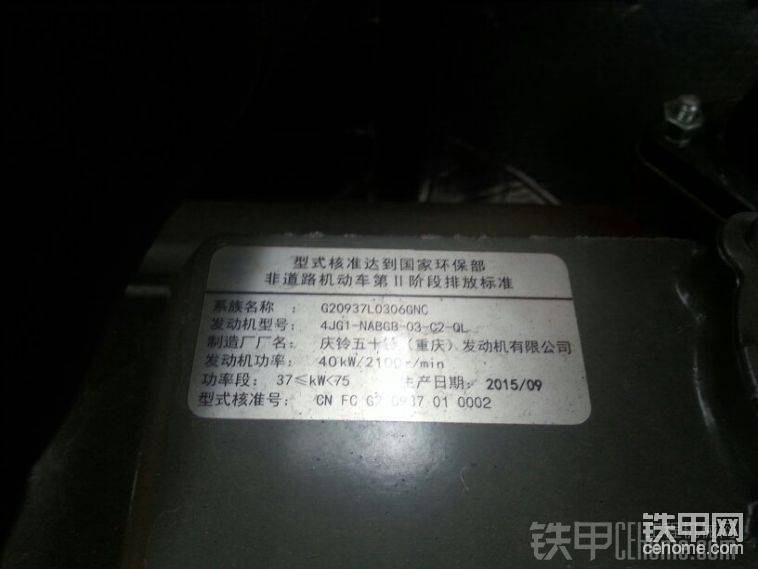 型式核准达到国家环保部
非道路机动车第II阶段排放标准
系族名称 : G20937L0306GNC
发动机型号: 4JG1-NABGB-03-C2-QL
制造厂厂名: 庆铃五十铃(重庆)发动机有限公司
发动机功率: 40kW/2100r/min
功率段: 37≤kW<75 生产日期: 2015/09
型式核准号: CN FC G2 0937 01 0002
铁甲网
cehome.com